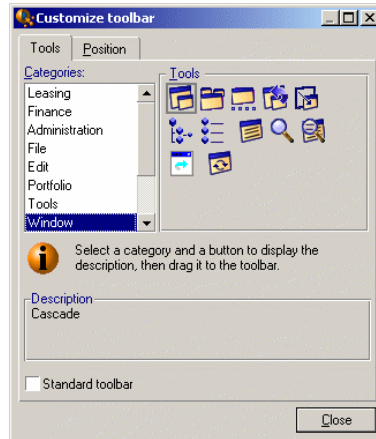 Customize toolbar
Tools
Position
Categories:
Tools
Leasing
Finance
Administration
File
Edit
Portfolio
Tools
Window
Select a category and a button to display the
description, then drag it to the toolbar.
Description
Cascade
Standard toolbar
Close